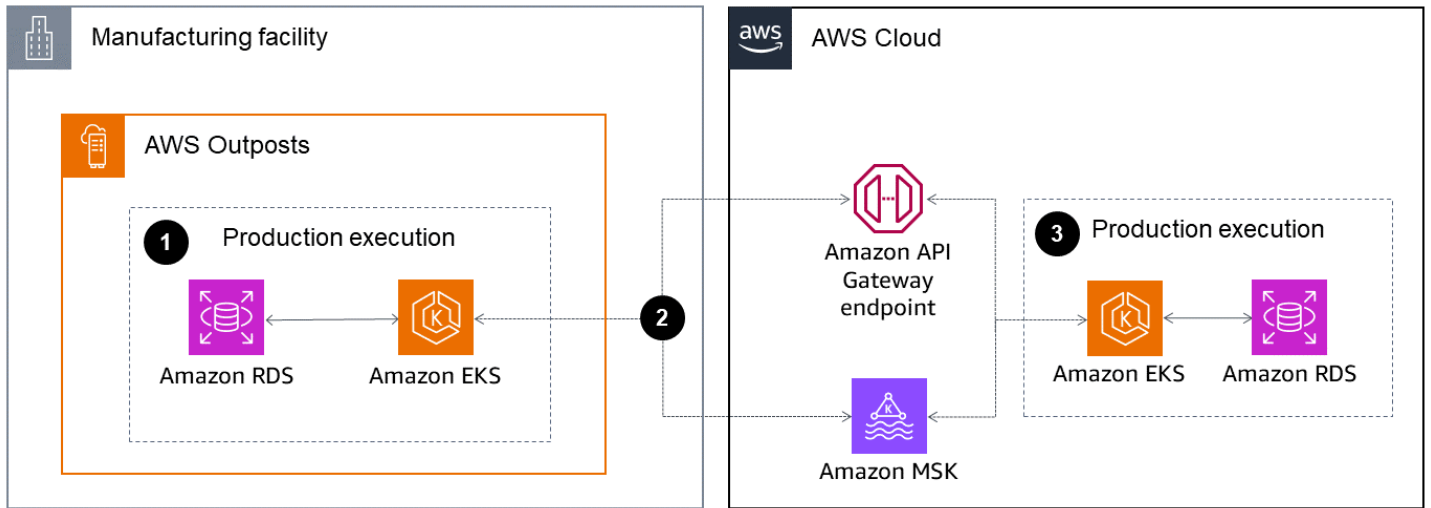 Manufacturing facility
AWS Outposts
1
Production execution
Amazon RDS
K
Amazon EKS
2
aws
AWS Cloud
Amazon API
Gateway
endpoint
K
Amazon MSK
3
Production execution
K
Amazon EKS
Amazon RDS